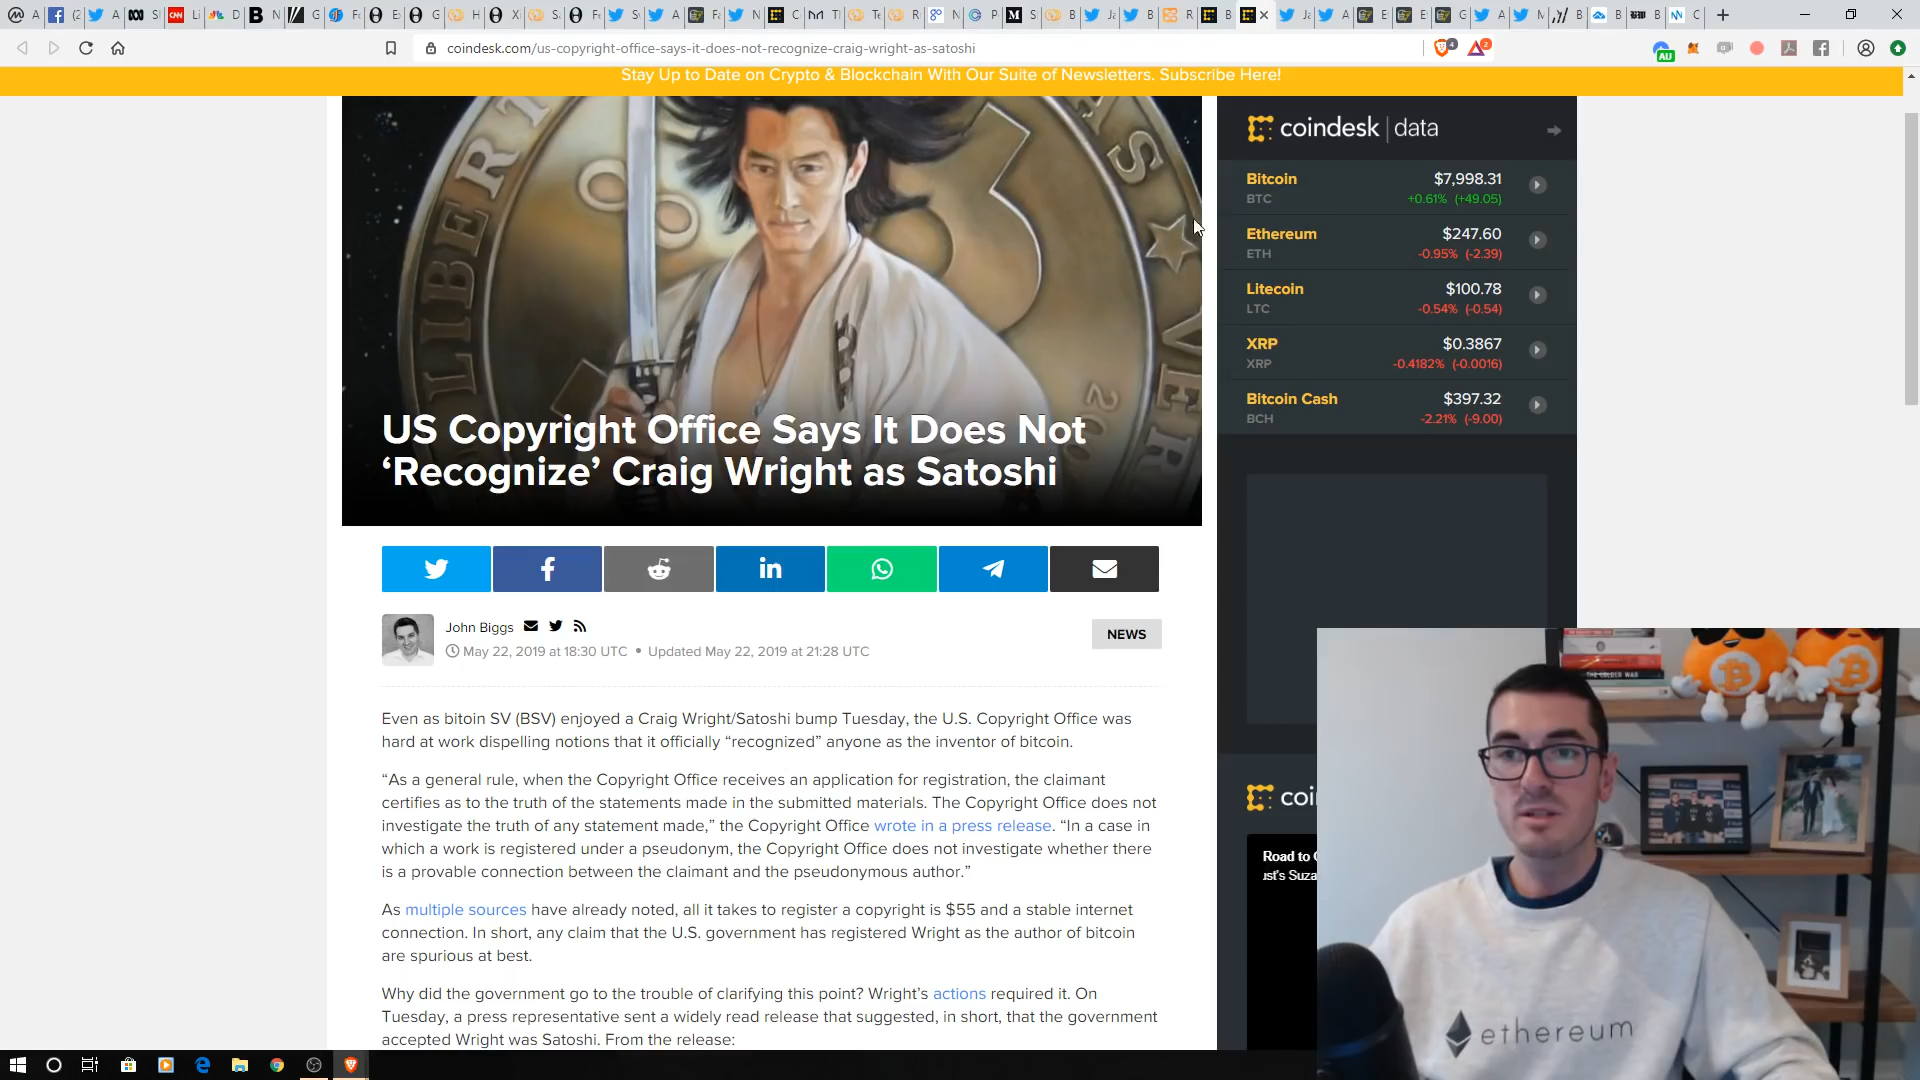 coindesk.com/us-copyright-office-says-it-does-not-recognize-craig-wright-as-satoshi
Stay Up to Date on Crypto & Blockchain With Our Suite of Newsletters. Subscribe Here!
US Copyright Office Says It Does Not
‘Recognize’ Craig Wright as Satoshi
John Biggs
May 22, 2019 at 18:30 UTC • Updated May 22, 2019 at 21:28 UTC
NEWS
Even as bitoin SV (BSV) enjoyed a Craig Wright/Satoshi bump Tuesday, the U.S. Copyright Office was
hard at work dispelling notions that it officially “recognized” anyone as the inventor of bitcoin.
“As a general rule, when the Copyright Office receives an application for registration, the claimant
certifies as to the truth of the statements made in the submitted materials. The Copyright Office does not
investigate the truth of any statement made,” the Copyright Office wrote in a press release. “In a case in
which a work is registered under a pseudonym, the Copyright Office does not investigate whether there
is a provable connection between the claimant and the pseudonymous author.”
As multiple sources have already noted, all it takes to register a copyright is $55 and a stable internet
connection. In short, any claim that the U.S. government has registered Wright as the author of bitcoin
are spurious at best.
Why did the government go to the trouble of clarifying this point? Wright’s actions required it. On
Tuesday, a press representative sent a widely read release that suggested, in short, that the government
accepted Wright was Satoshi. From the release:
coindesk | data
Bitcoin $7,998.31
BTC +0.61% (+49.05)
Ethereum $247.60
ETH -0.95% (-2.39)
Litecoin $100.78
LTC -0.54% (-0.54)
XRP $0.3867
XRP -0.4182% (-0.0016)
Bitcoin Cash $397.32
BCH -2.21% (-9.00)
coi
Road to
ust's Suza
ethereum
LIBERT